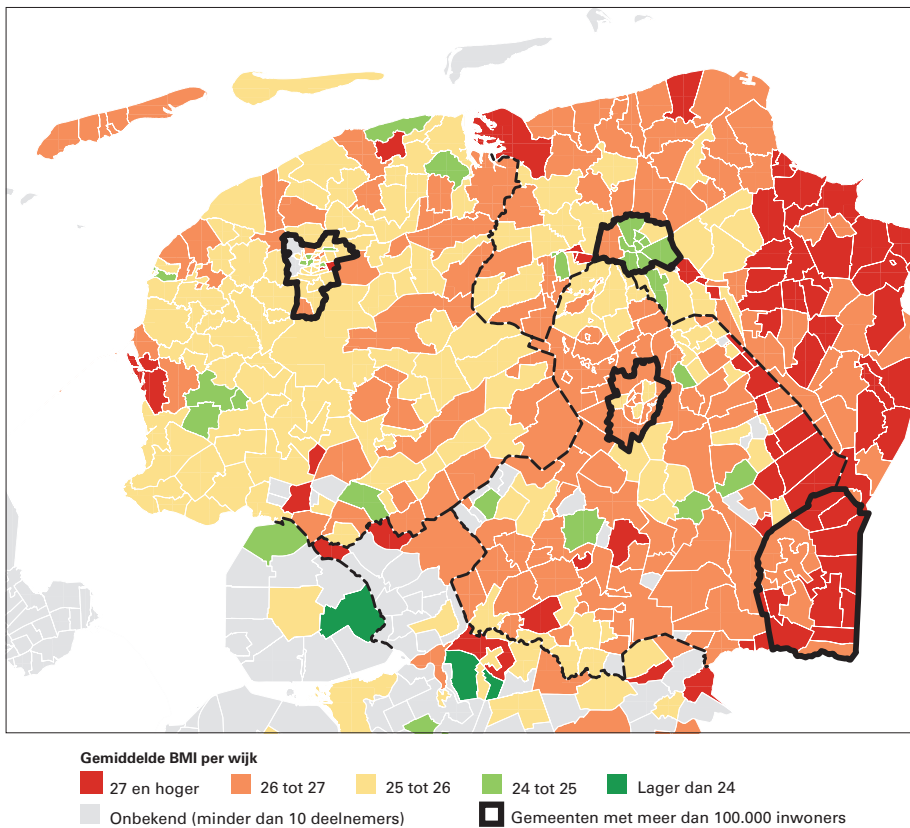 Gemiddelde BMI per wijk
27 en hoger 26 tot 27 25 tot 26 24 tot 25 Lager dan 24
Onbekend (minder dan 10 deelnemers) Gemeenten met meer dan 100.000 inwoners